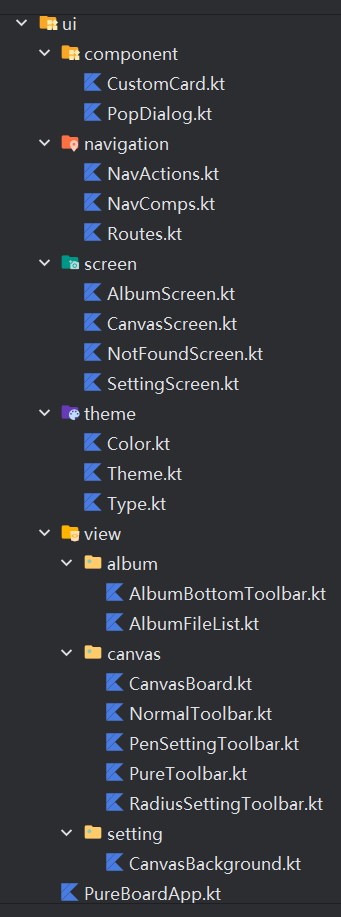 ui
component
CustomCard.kt
PopDialog.kt
navigation
NavActions.kt
NavComps.kt
Routes.kt
screen
AlbumScreen.kt
CanvasScreen.kt
NotFoundScreen.kt
SettingScreen.kt
theme
Color.kt
Theme.kt
Type.kt
view
album
AlbumBottomToolbar.kt
AlbumFileList.kt
canvas
CanvasBoard.kt
NormalToolbar.kt
PenSettingToolbar.kt
PureToolbar.kt
RadiusSettingToolbar.kt
setting
CanvasBackground.kt
PureBoardApp.kt